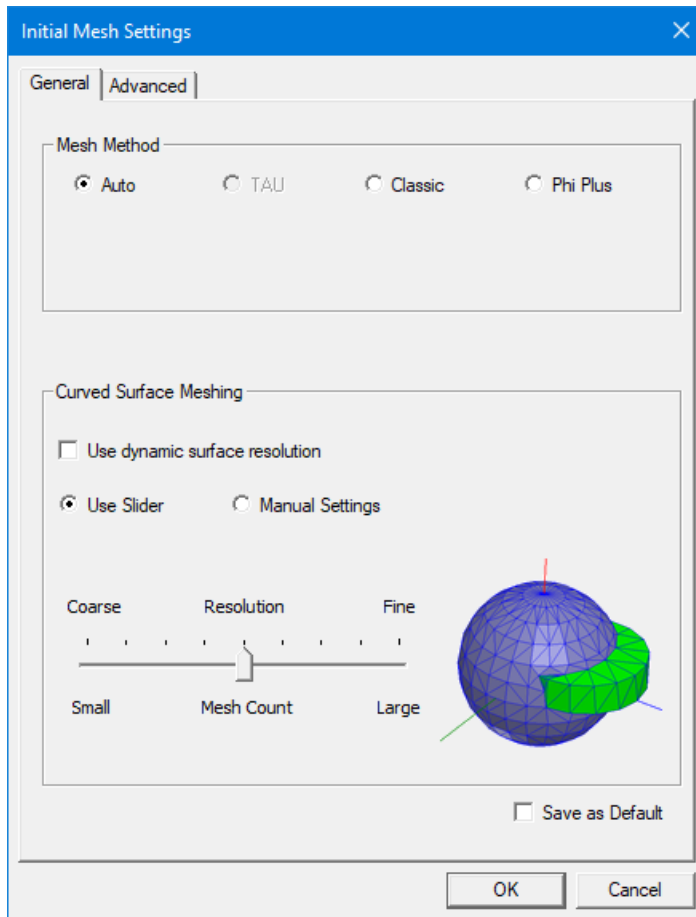 Initial Mesh Settings
General Advanced
Mesh Method
Auto TAU Classic Phi Plus
Curved Surface Meshing
Use dynamic surface resolution
Use Slider Manual Settings
Coarse Resolution Fine
Small Mesh Count Large
Save as Default
OK Cancel